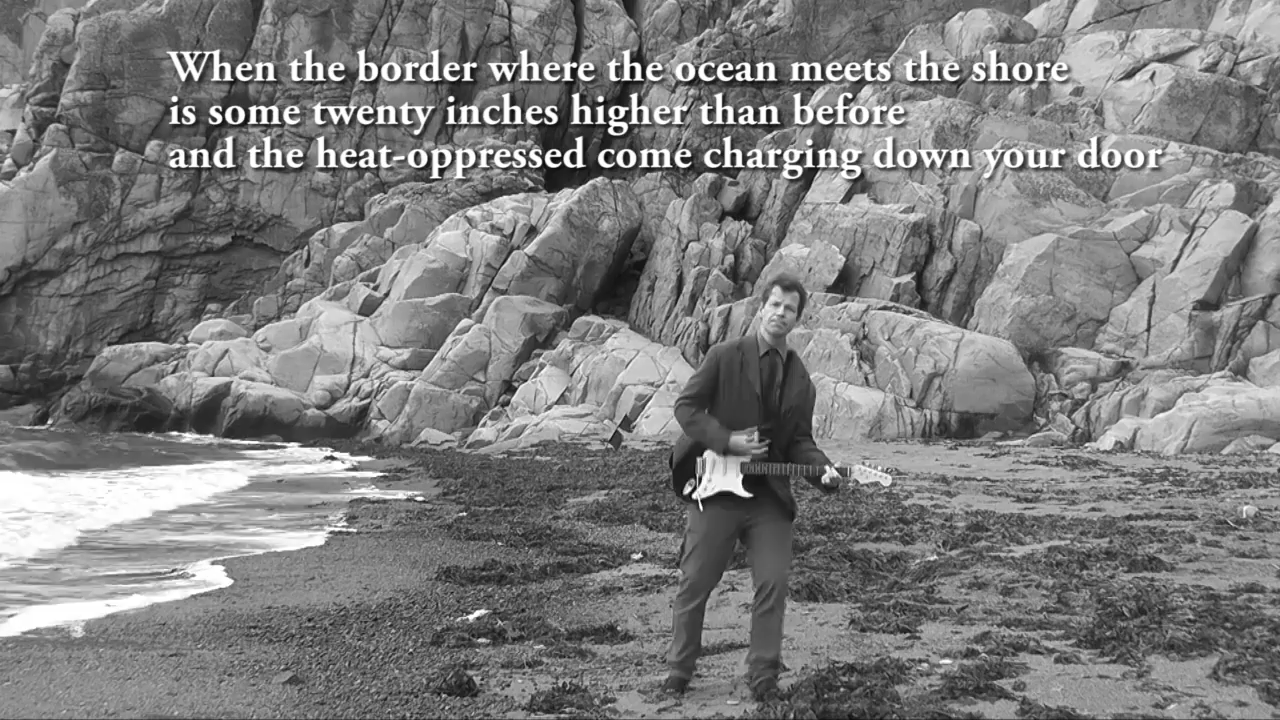 When the border where the ocean meets the shore
is some twenty inches higher than before
and the heat-oppressed come charging down your door